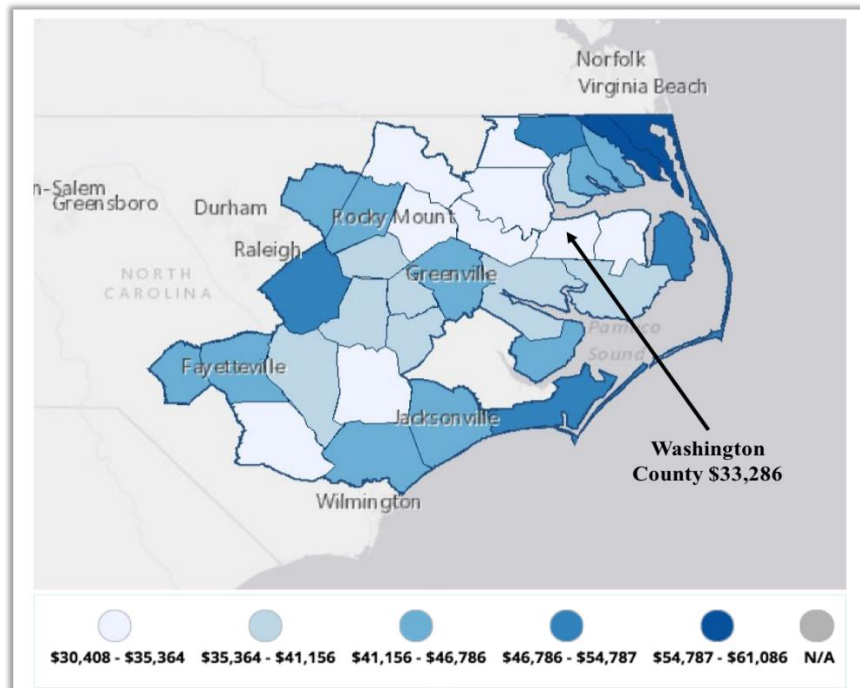 Norfolk
Virginia Beach
n-Salem
Greensboro
Durham
Rocky Mount
Raleigh
NORTH
CAROLINA
Greenville
Pamlico
Sound
Fayetteville
Jacksonville
Wilmington
Washington
County $33,286
$30,408 - $35,364
$35,364 - $41,156
$41,156 - $46,786
$46,786 - $54,787
$54,787 - $61,086
N/A